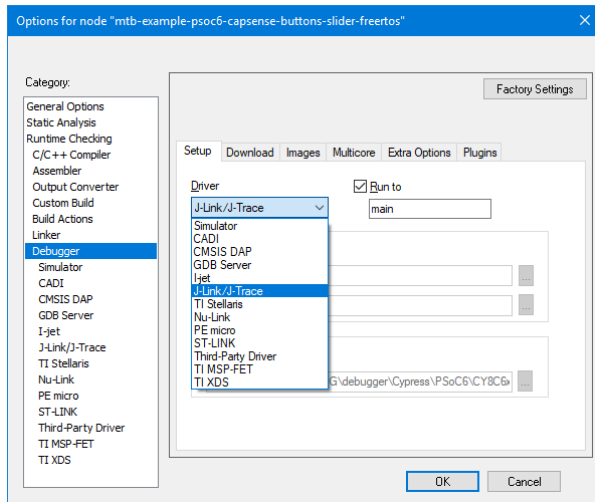 Options for node "mtb-example-psoc6-capsense-buttons-slider-freertos"
Category:
General Options
Static Analysis
Runtime Checking
C/C++ Compiler
Assembler
Output Converter
Custom Build
Build Actions
Linker
Debugger
Simulator
CADI
CMSIS DAP
GDB Server
I-jet
J-Link/J-Trace
TI Stellaris
Nu-Link
PE micro
ST-LINK
Third-Party Driver
TI MSP-FET
TI XDS
Factory Settings
Setup Download Images Multicore Extra Options Plugins
Driver
Run to
J-Link/J-Trace
main
Simulator
CADI
CMSIS DAP
GDB Server
I-jet
J-Link/J-Trace
TI Stellaris
Nu-Link
PE micro
ST-LINK
Third-Party Driver
TI MSP-FET
TI XDS
...
...
G\debugger\Cypress\PSoC6\CY8C6 ...
OK Cancel